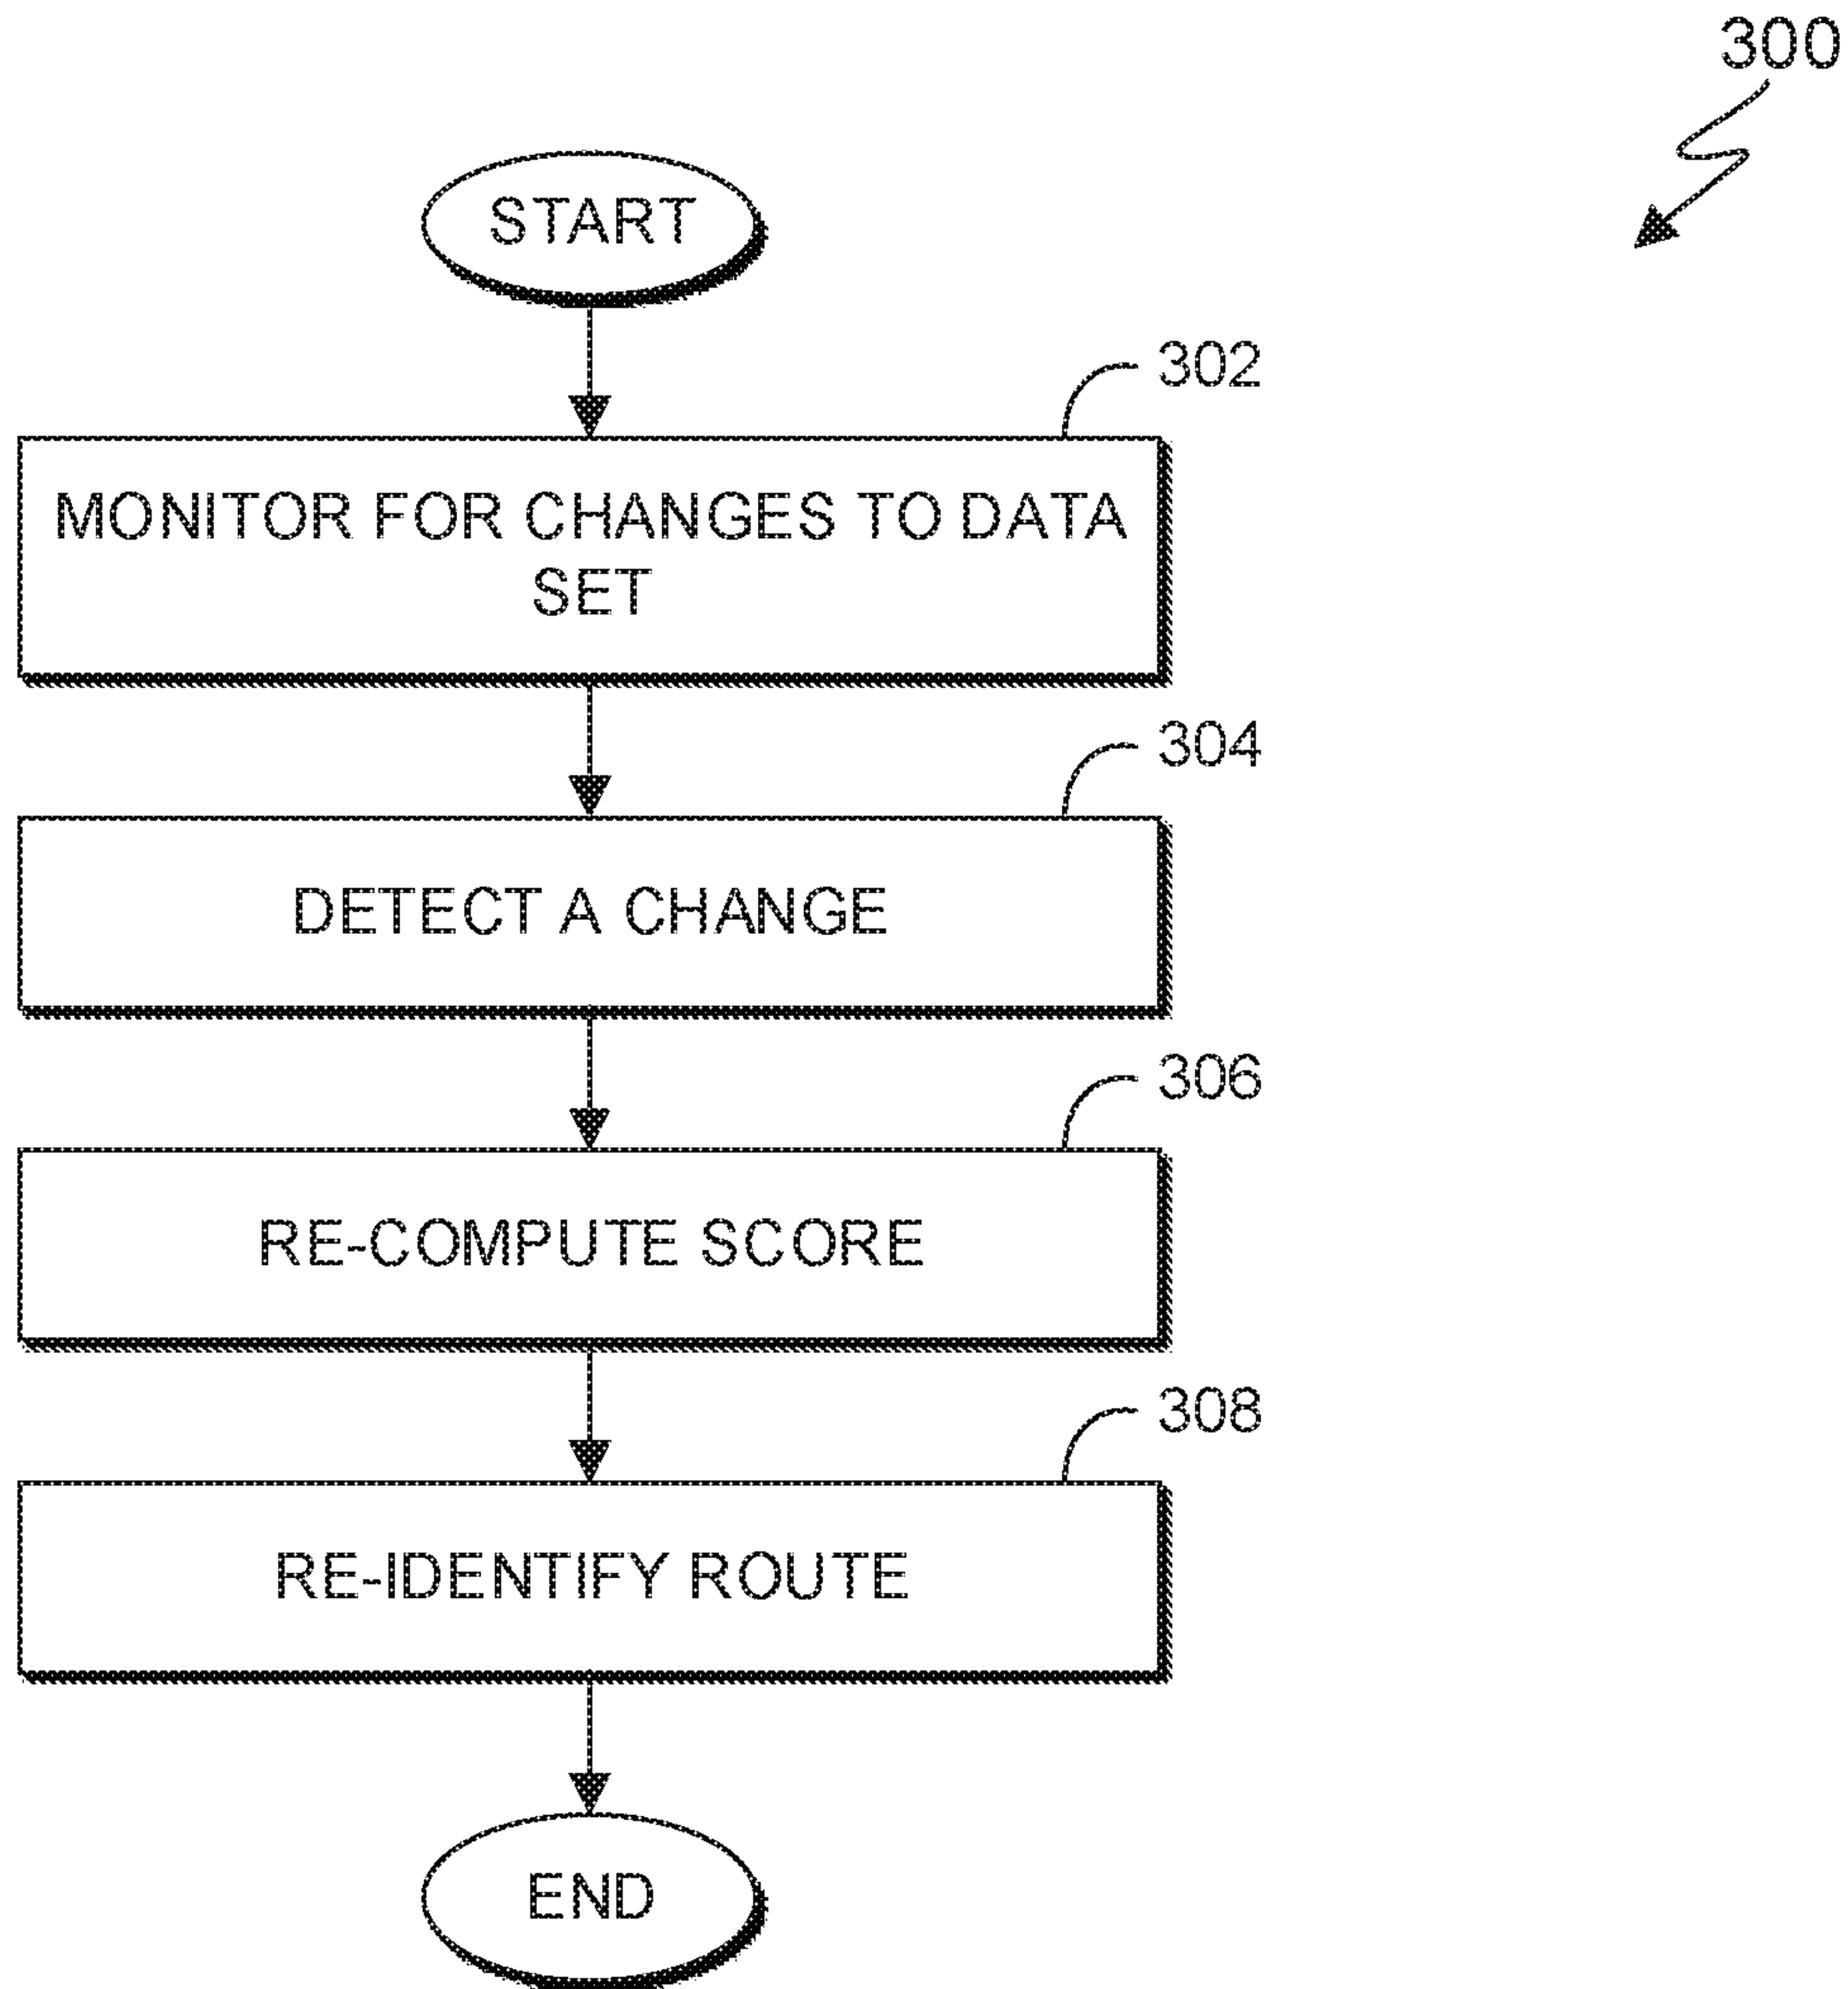 300
START
302
MONITOR FOR CHANGES TO DATA
SET
304
DETECT A CHANGE
306
RE-COMPUTE SCORE
308
RE-IDENTIFY ROUTE
END